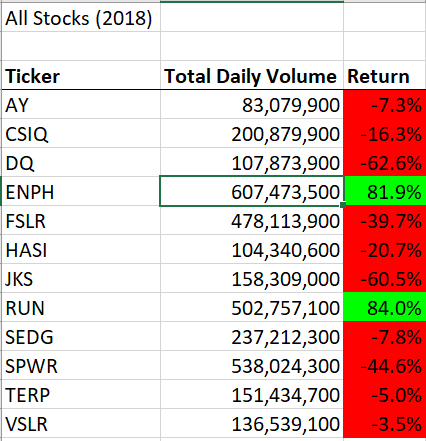 All Stocks (2018)
Ticker Total Daily Volume Return
AY 83,079,900 -7.3%
CSIQ 200,879,900 -16.3%
DQ 107,873,900 -62.6%
ENPH 607,473,500 81.9%
FSLR 478,113,900 -39.7%
HASI 104,340,600 -20.7%
JKS 158,309,000 -60.5%
RUN 502,757,100 84.0%
SEDG 237,212,300 -7.8%
SPWR 538,024,300 -44.6%
TERP 151,434,700 -5.0%
VSLR 136,539,100 -3.5%